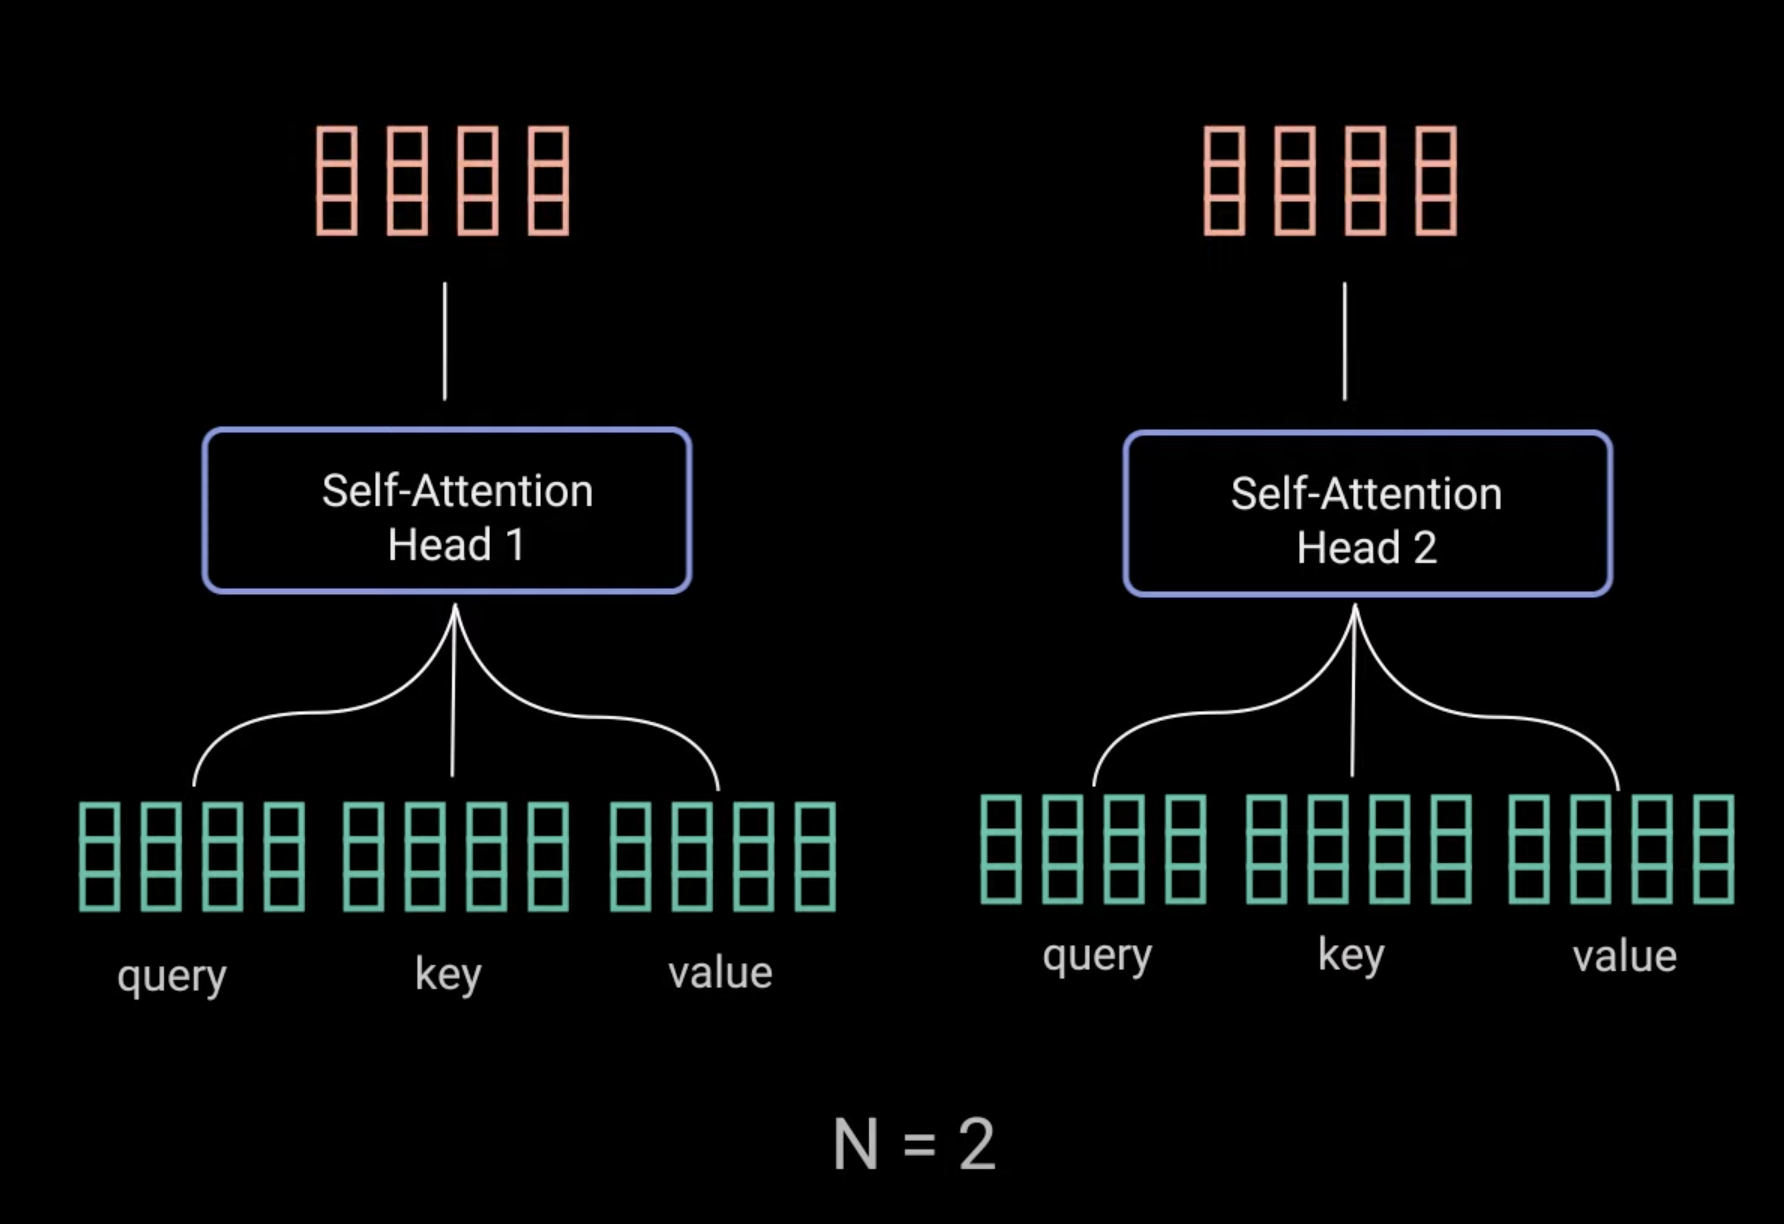 Self-Attention
Head 1
Self-Attention
Head 2
query
key
value
query
key
value
N = 2